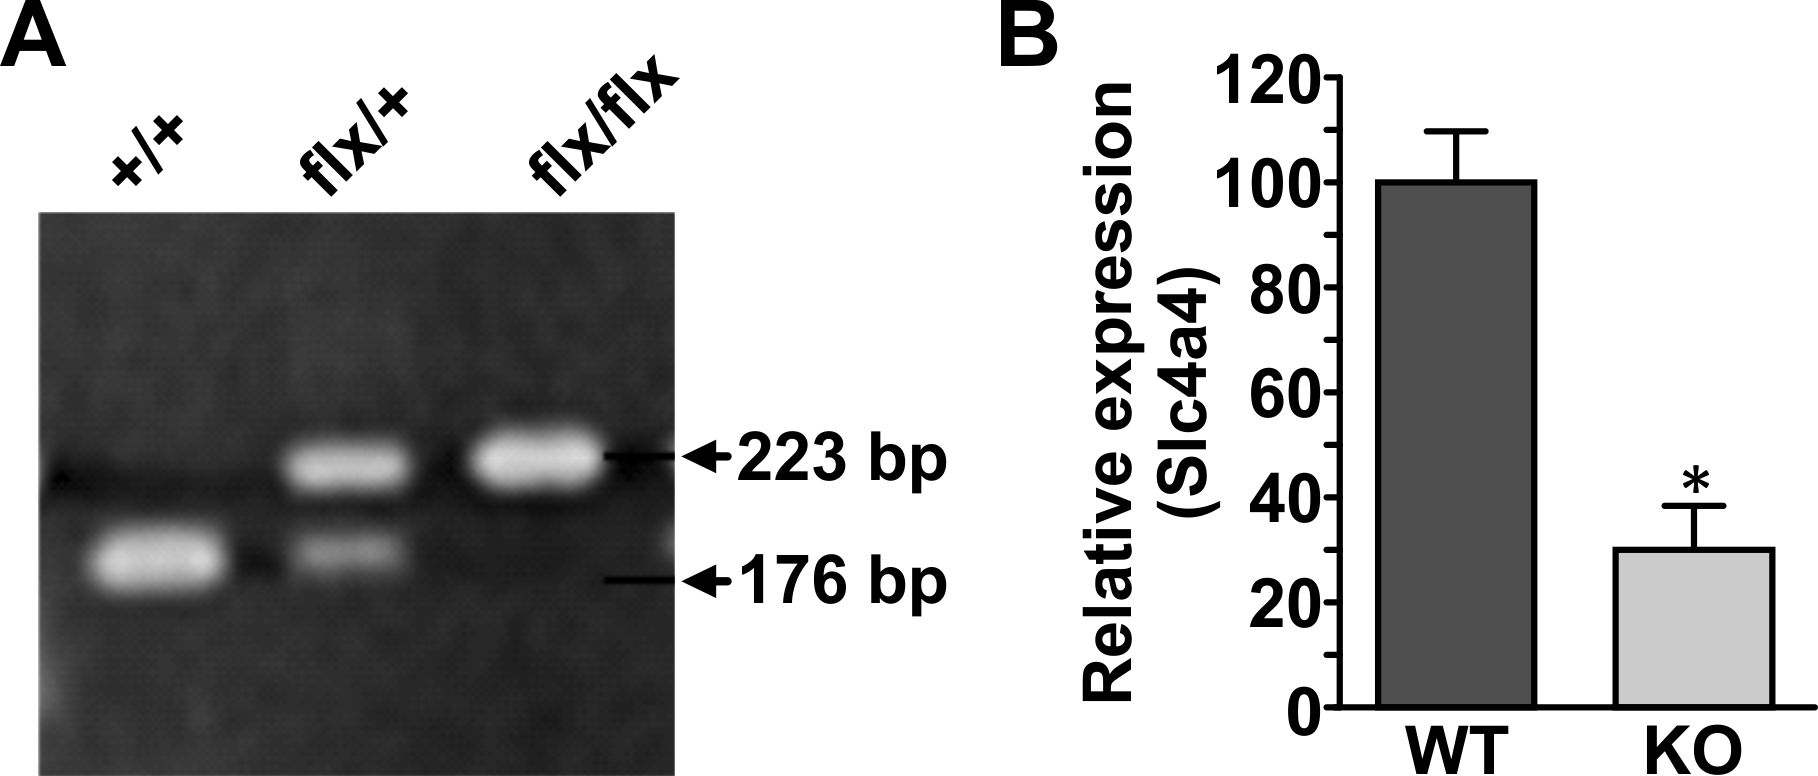 A
+/+
flx/+
flx/flx
223 bp
176 bp
B
Relative expression
(Slc4a4)
120
100
80
60
40
20
0
*
WT
KO